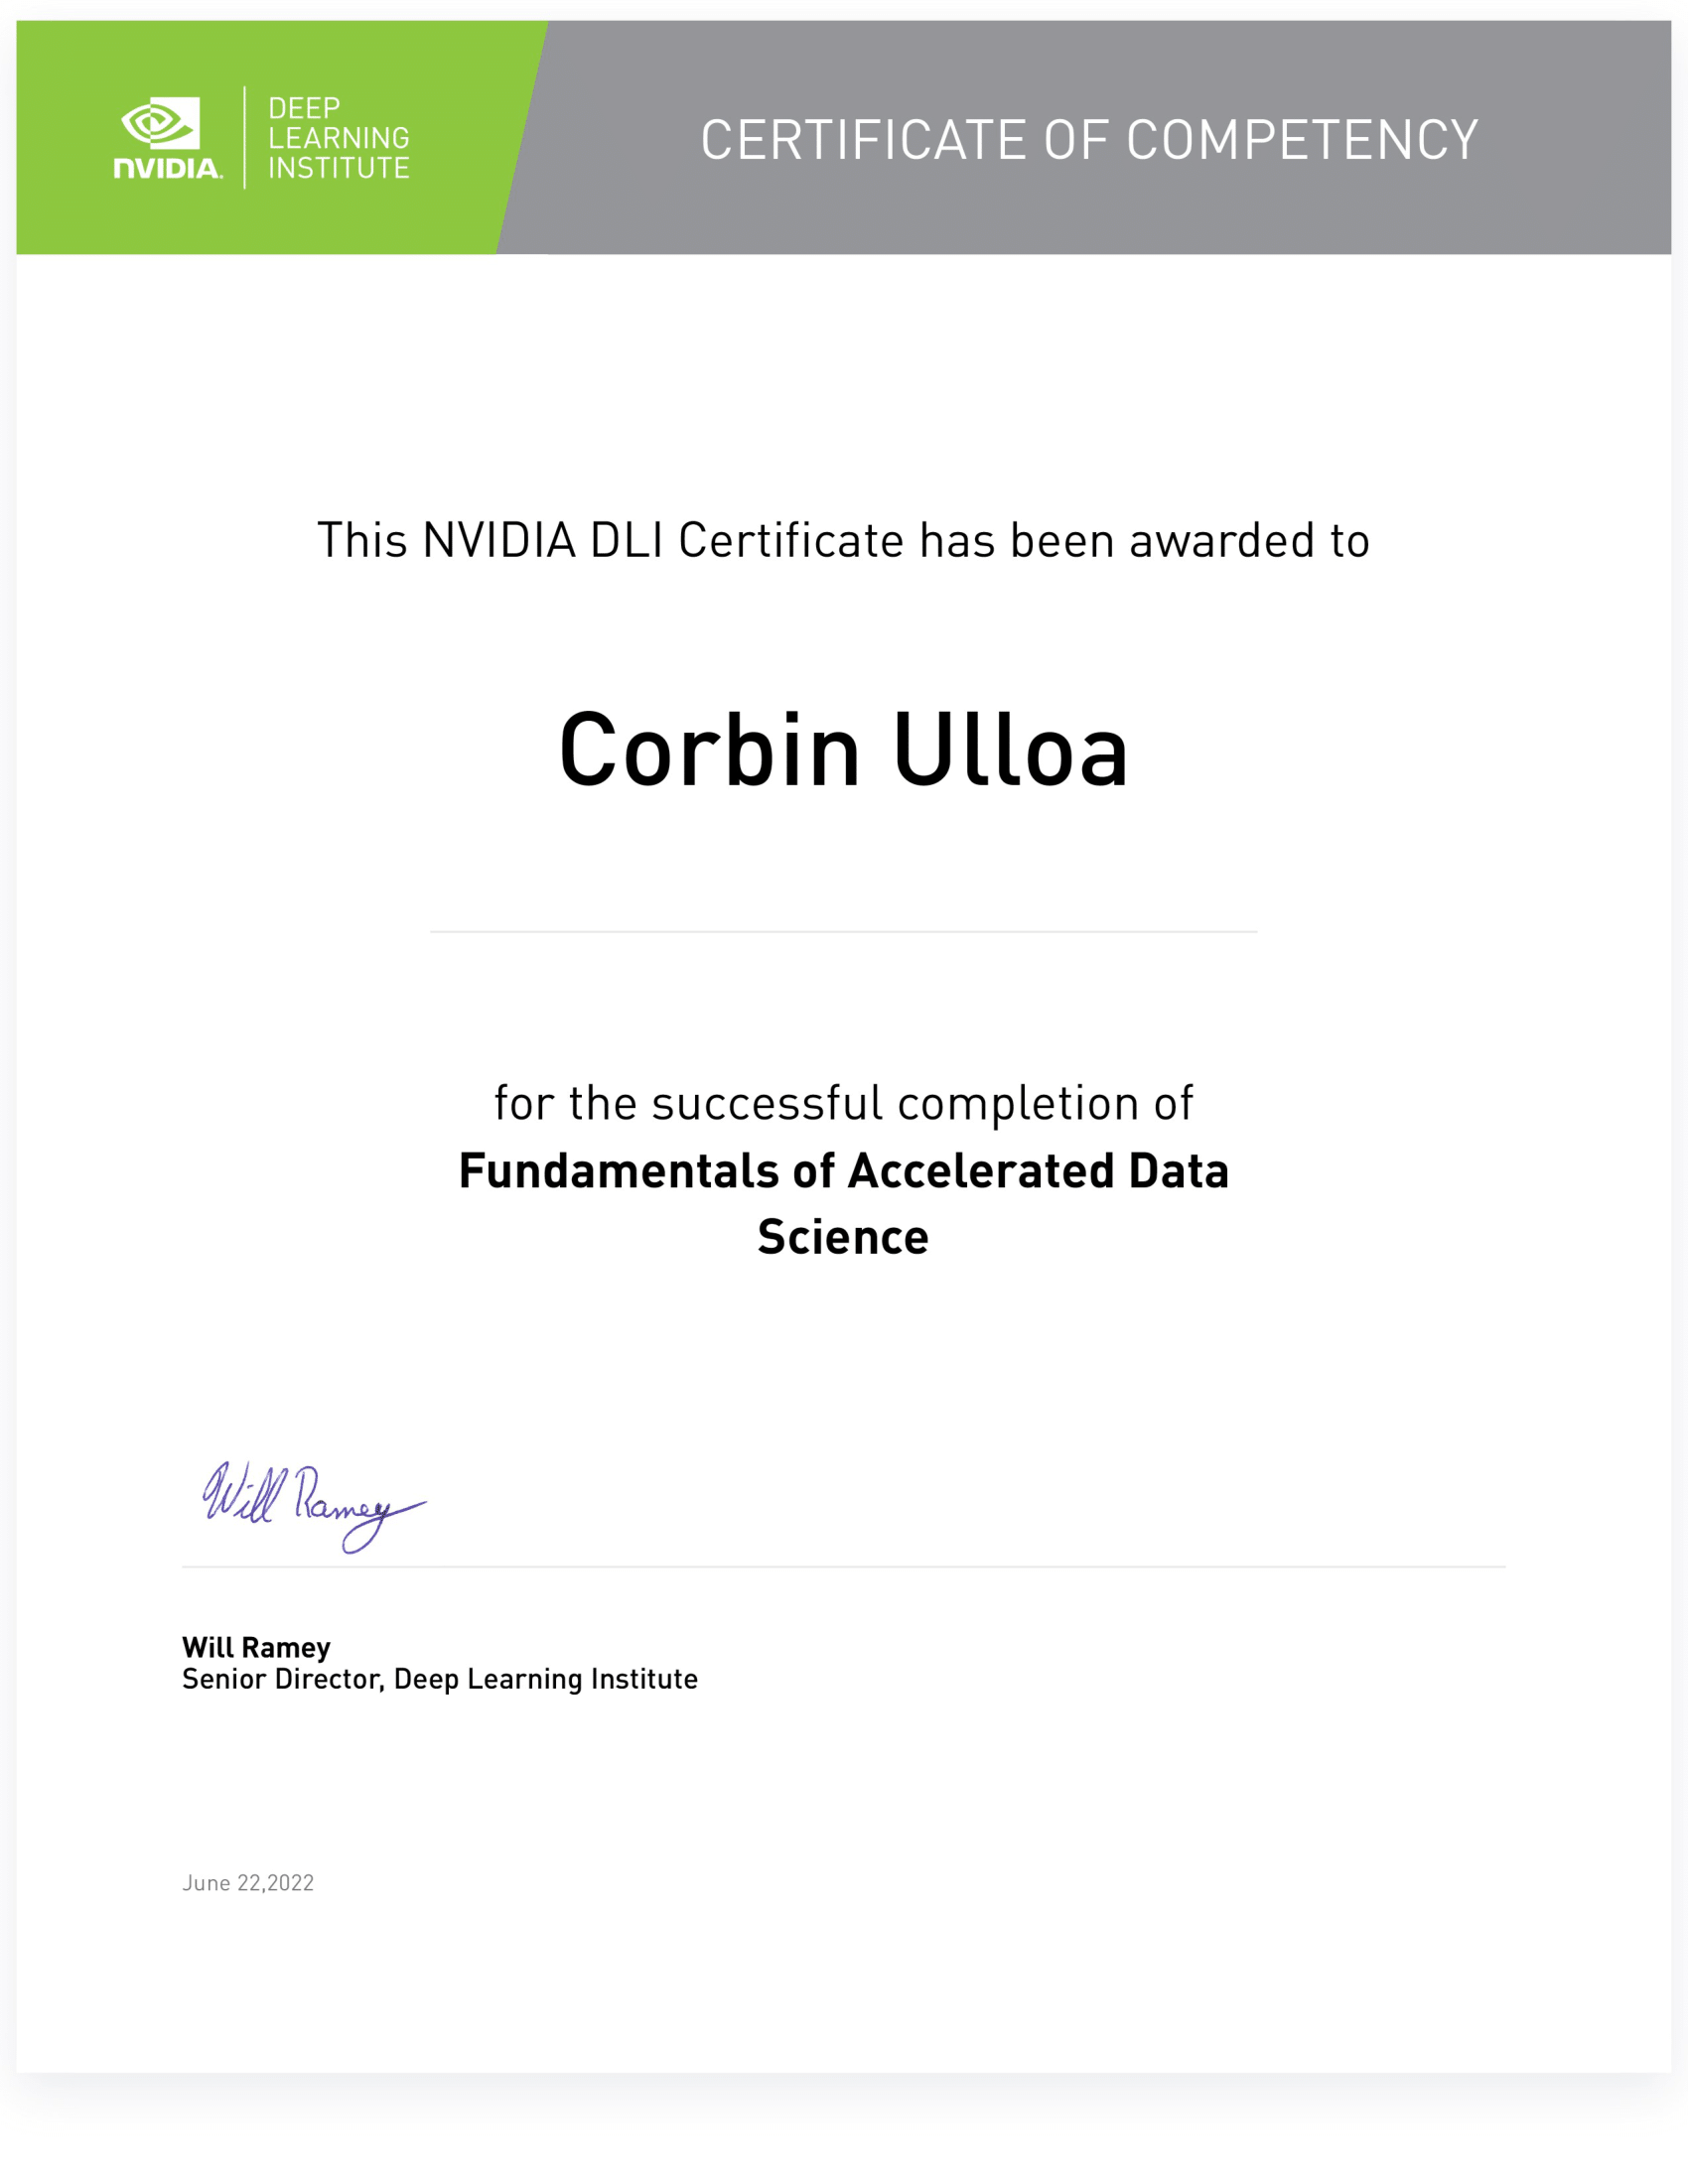 NVIDIA.
DEEP
LEARNING
INSTITUTE
CERTIFICATE OF COMPETENCY
This NVIDIA DLI Certificate has been awarded to
Corbin Ulloa
for the successful completion of
Fundamentals of Accelerated Data
Science
Will Ramey
Will Ramey
Senior Director, Deep Learning Institute
June 22,2022